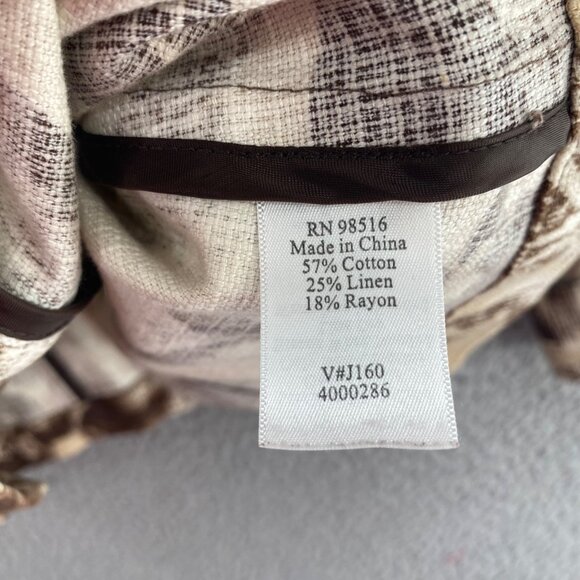 RN 98516
Made in China
57% Cotton
25% Linen
18% Rayon
V#J160
4000286